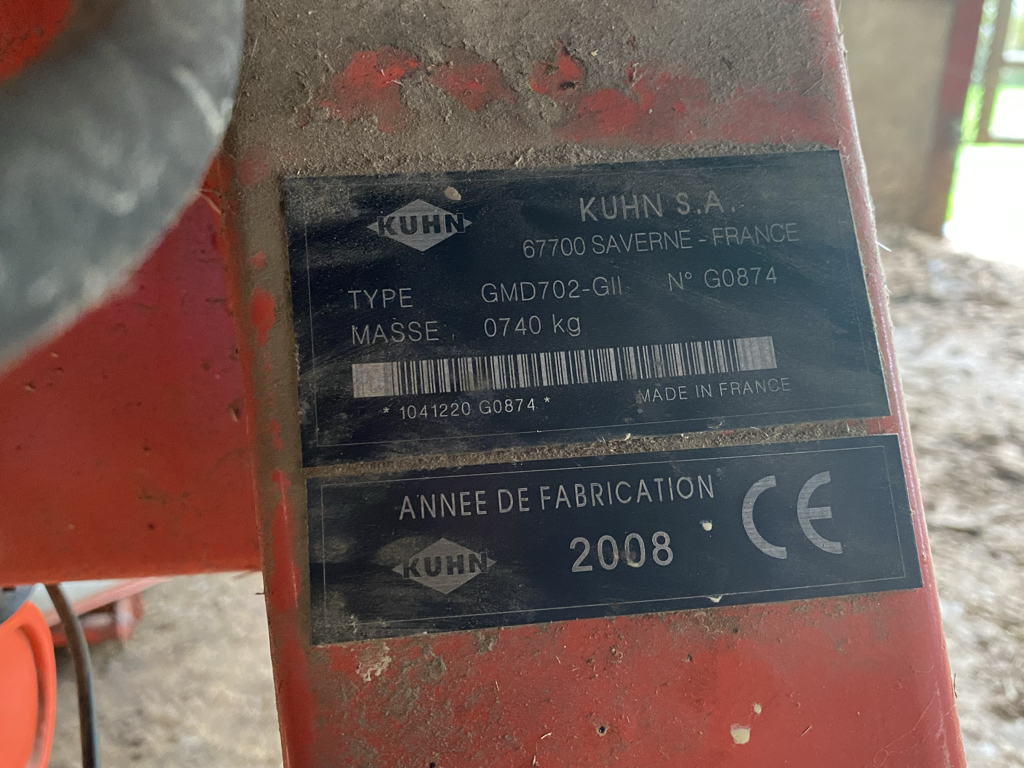 KUHN
KUHN S.A.
67700 SAVERNE - FRANCE
TYPE GMD702-GII N° G0874
MASSE 0740 kg
* 1041220 G0874 *
MADE IN FRANCE
ANNEE DE FABRICATION
CE
KUHN
2008